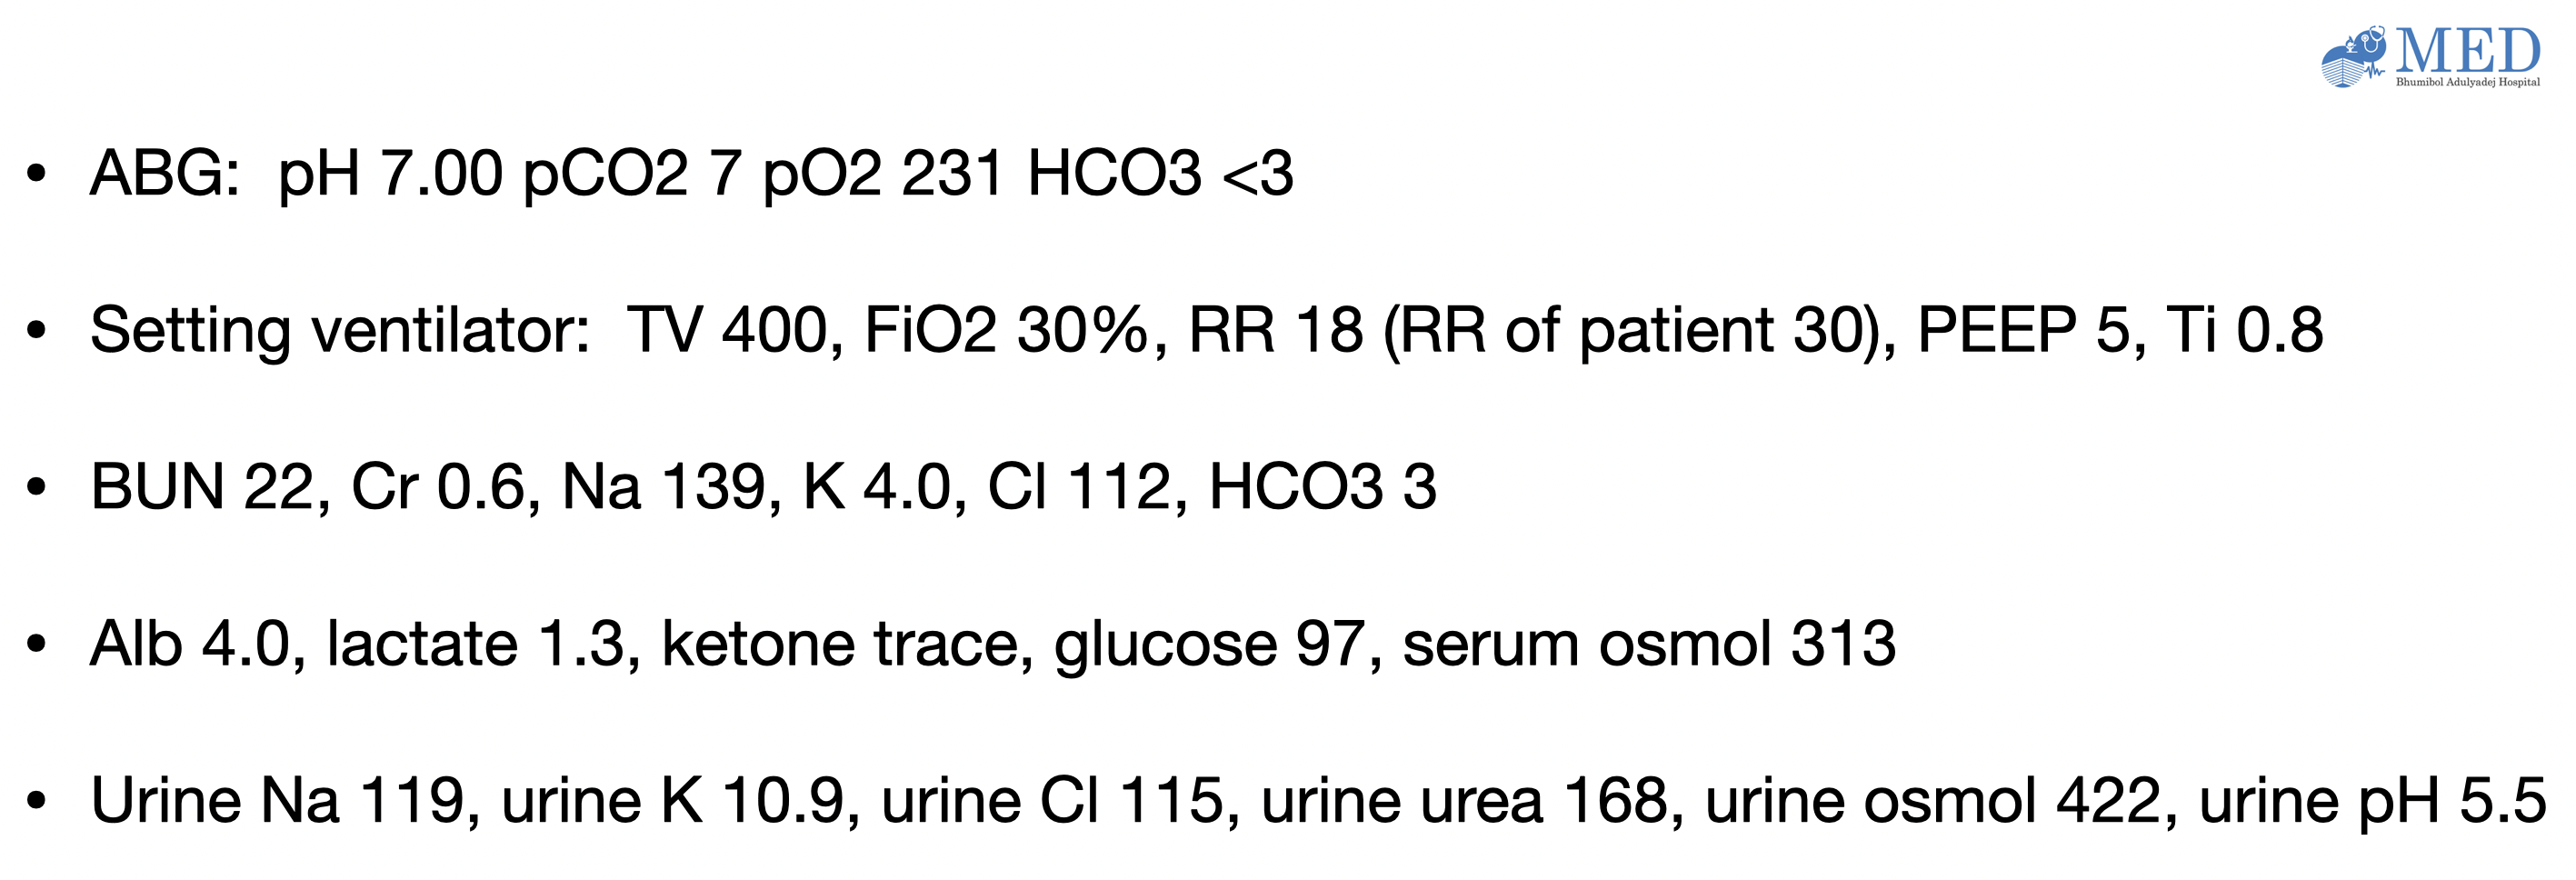 MED
Bhumibol Adulyadej Hospital
• ABG:  pH 7.00 pCO2 7 pO2 231 HCO3 <3
• Setting ventilator:  TV 400, FiO2 30%, RR 18 (RR of patient 30), PEEP 5, Ti 0.8
• BUN 22, Cr 0.6, Na 139, K 4.0, Cl 112, HCO3 3
• Alb 4.0, lactate 1.3, ketone trace, glucose 97, serum osmol 313
• Urine Na 119, urine K 10.9, urine Cl 115, urine urea 168, urine osmol 422, urine pH 5.5